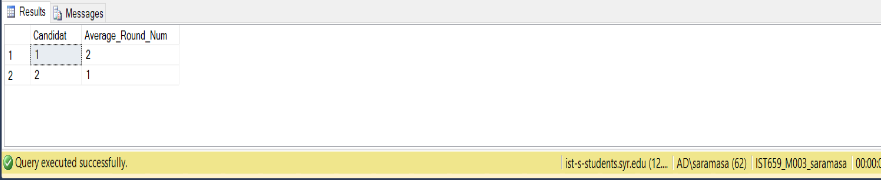 Results Messages
Candidat Average_Round_Num
1 1 2
2 2 1
Query executed successfully. ist-s-students.syr.edu (12.... AD\saramasa (62) IST659_M003_saramasa 00:00:0